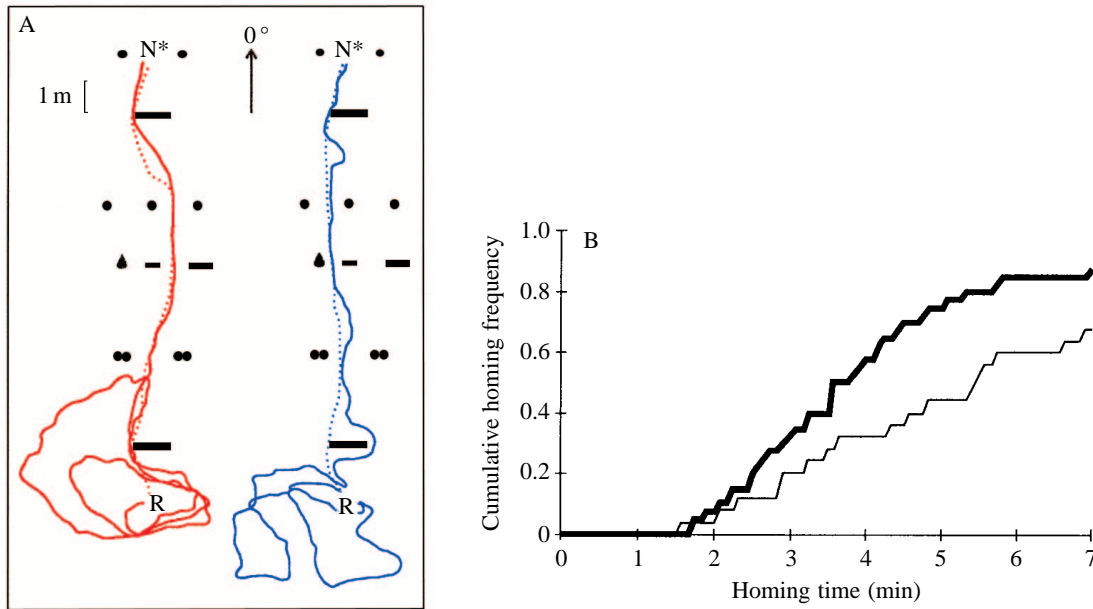 A
N*
0°
N*
1 m
R
R
B
Cumulative homing frequency
1.0
0.8
0.6
0.4
0.2
0
0 1 2 3 4 5 6 7
Homing time (min)